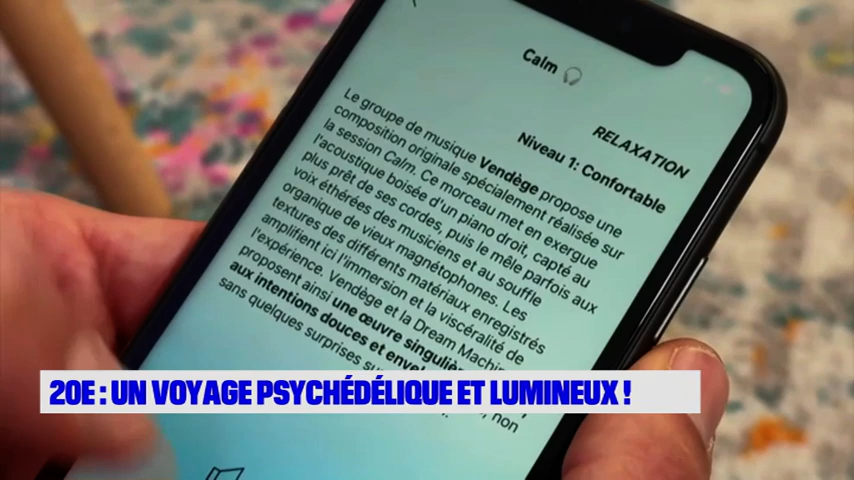 Calm
RELAXATION
Niveau 1: Confortable
Le groupe de musique Vendège propose une
composition originale spécialement réalisée sur
la session Calm. Ce morceau met en exergue
l'acoustique boisée d'un piano droit, capté au
plus prêt de ses cordes, puis le mêle parfois aux
voix éthérées des musiciens et au souffle
organique de vieux magnétophones. Les
textures des différents matériaux enregistrés
amplifient ici l'immersion et la viscéralité de
l'expérience. Vendège et la Dream Machine
proposent ainsi une œuvre singulière
aux intentions douces et
sans quelques surprises
non
20E : UN VOYAGE PSYCHÉDÉLIQUE ET LUMINEUX !